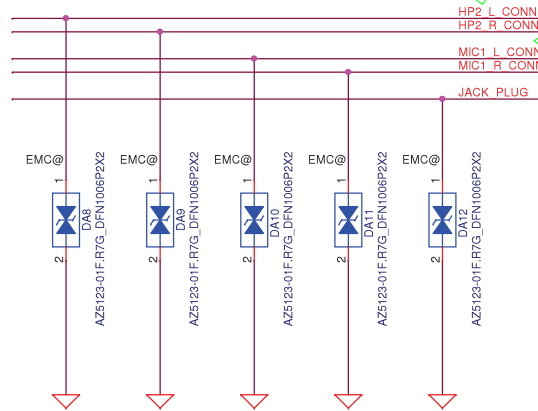 HP2_L_CONN
HP2_R_CONN
MIC1_L_CONN
MIC1_R_CONN
JACK_PLUG
EMC@
1
2
DA8
AZ5123-01F.R7G_DFN1006P2X2
EMC@
1
2
DA9
AZ5123-01F.R7G_DFN1006P2X2
EMC@
1
2
DA10
AZ5123-01F.R7G_DFN1006P2X2
EMC@
1
2
DA11
AZ5123-01F.R7G_DFN1006P2X2
EMC@
1
2
DA12
AZ5123-01F.R7G_DFN1006P2X2